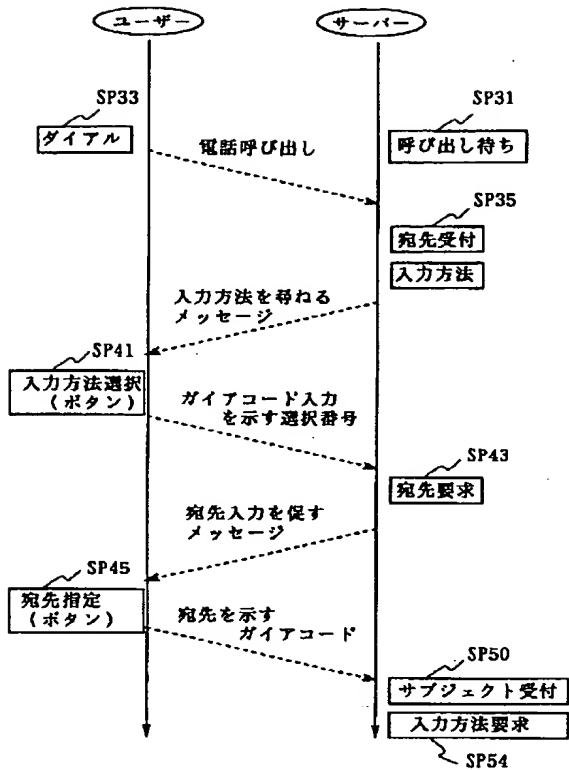 ユーザー
サーバー
SP33
ダイアル
SP31
呼び出し待ち
電話呼び出し
SP35
宛先受付
入力方法
入力方法を尋ねる
メッセージ
SP41
入力方法選択
(ボタン)
ガイアコード入力
を示す選択番号
SP43
宛先要求
宛先入力を促す
メッセージ
SP45
宛先指定
(ボタン)
宛先を示す
ガイアコード
SP50
サブジェクト受付
入力方法要求
SP54